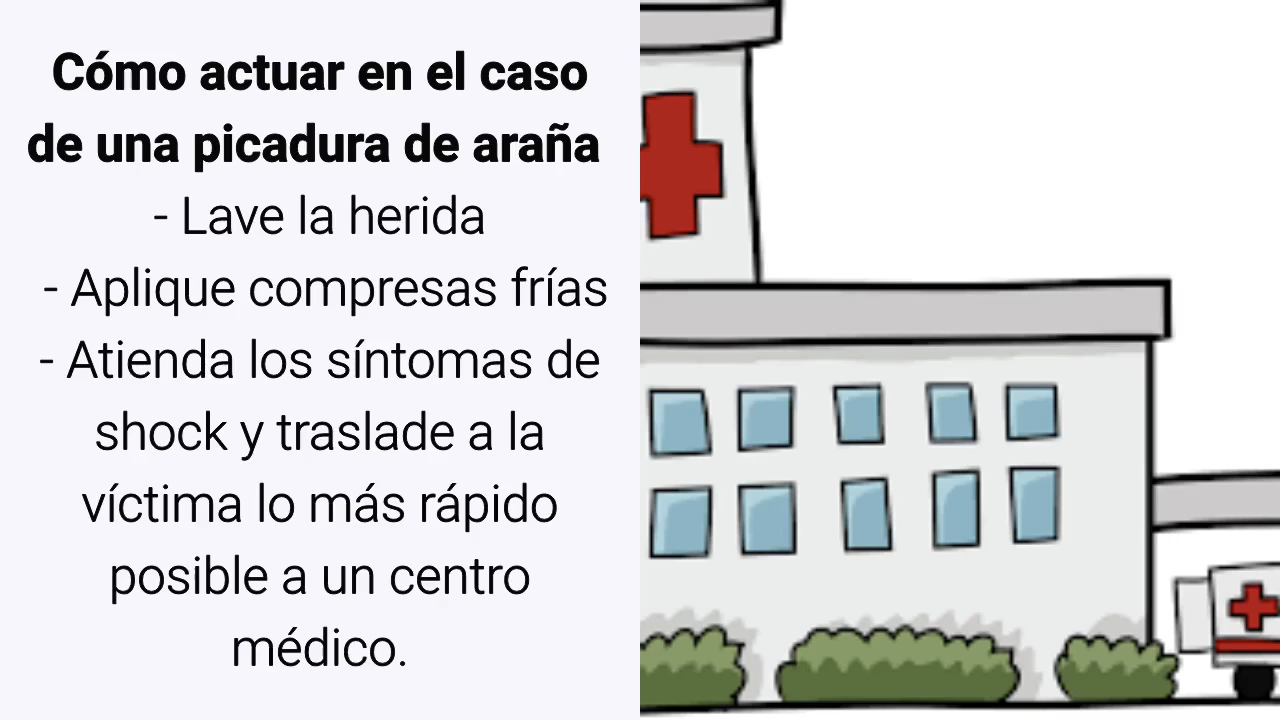 Cómo actuar en el caso
de una picadura de araña
- Lave la herida
- Aplique compresas frías
- Atienda los síntomas de
shock y traslade a la
víctima lo más rápido
posible a un centro
médico.